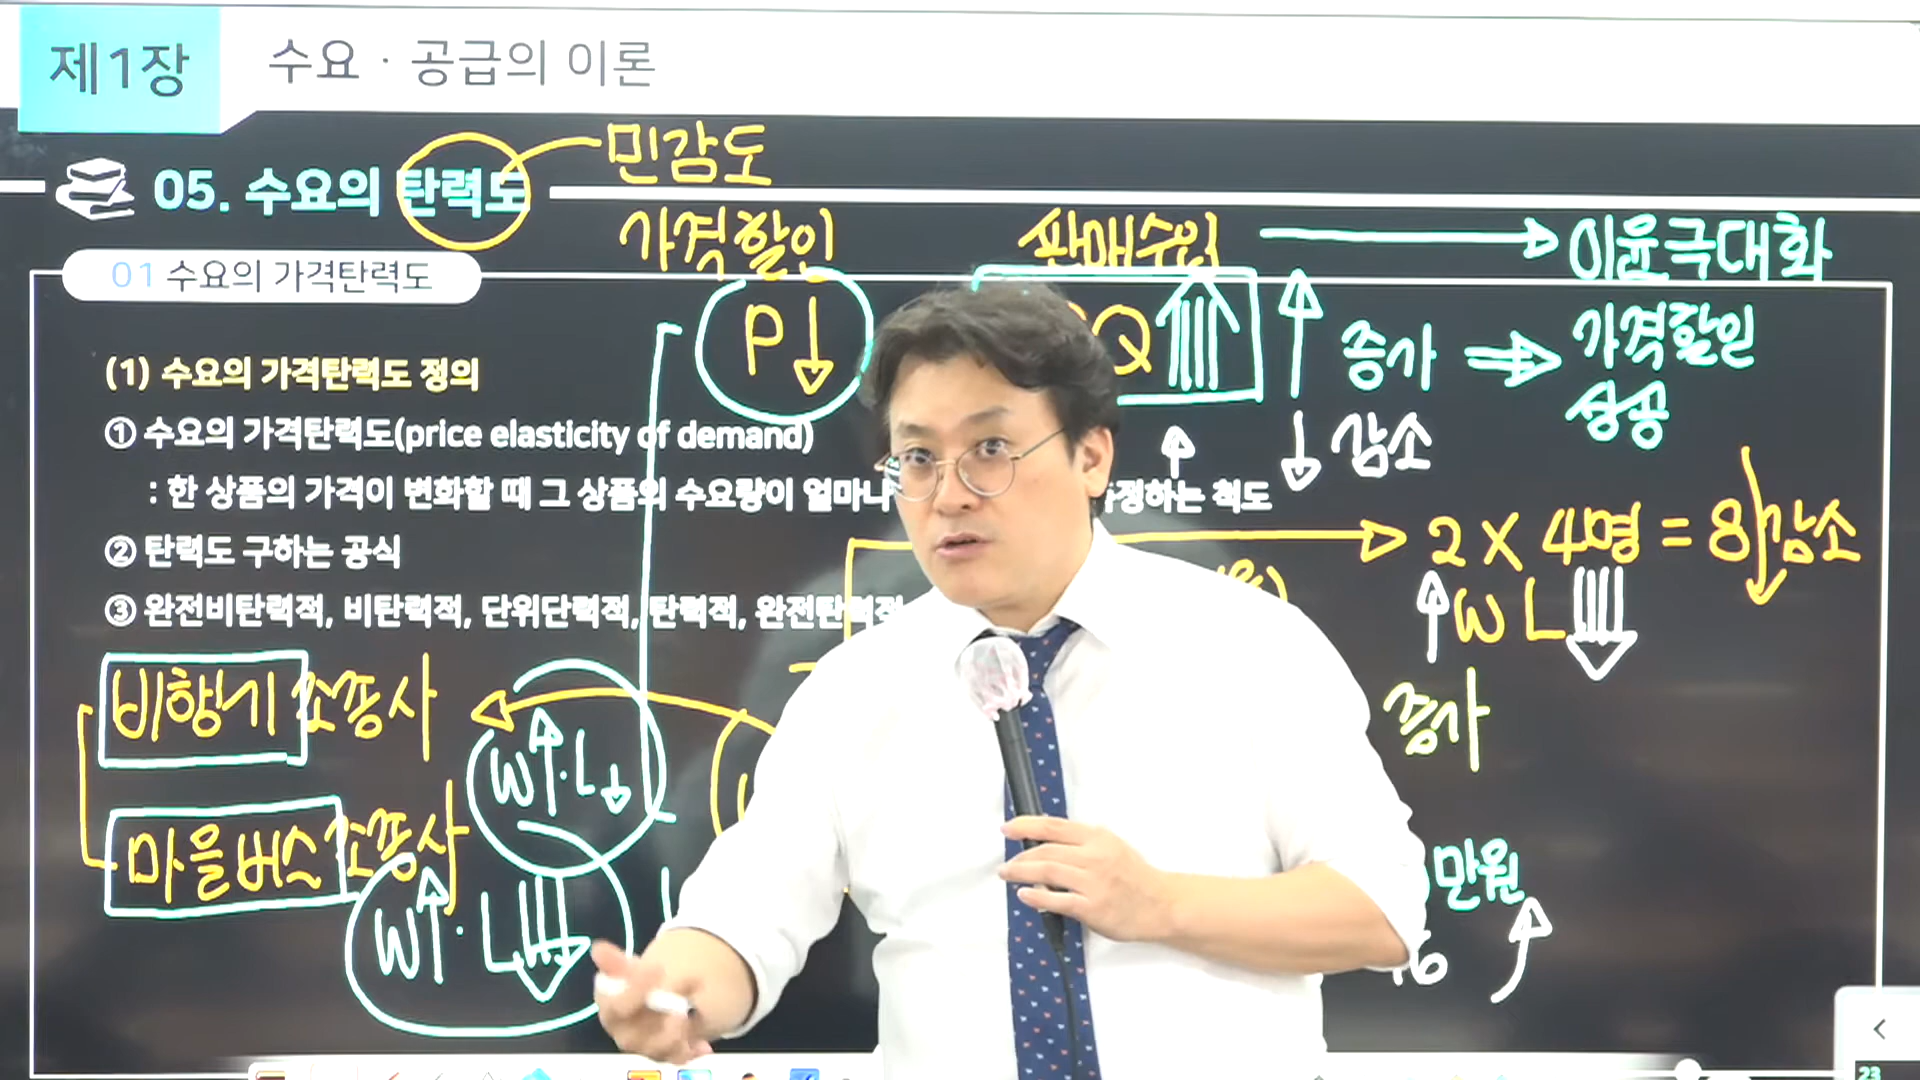 제1장
수요 · 공급의 이론
05. 수요의 탄력도
민감도
가격할인
판매수입
이윤극대화
01 수요의 가격탄력도
P↓
Q↑
↑ 증가 ⇒ 가격할인
성공
↓ 감소
(1) 수요의 가격탄력도 정의
① 수요의 가격탄력도(price elasticity of demand)
: 한 상품의 가격이 변화할 때 그 상품의 수요량이 얼마나
하는 척도
② 탄력도 구하는 공식
2 X 4명 = 8 감소
③ 완전비탄력적, 비탄력적, 단위탄력적, 탄력적, 완전탄력적
↑W L↓
비행기 조종사
W↑·L↓
증가
마을버스 조종사
W↑·L↓
만원
23